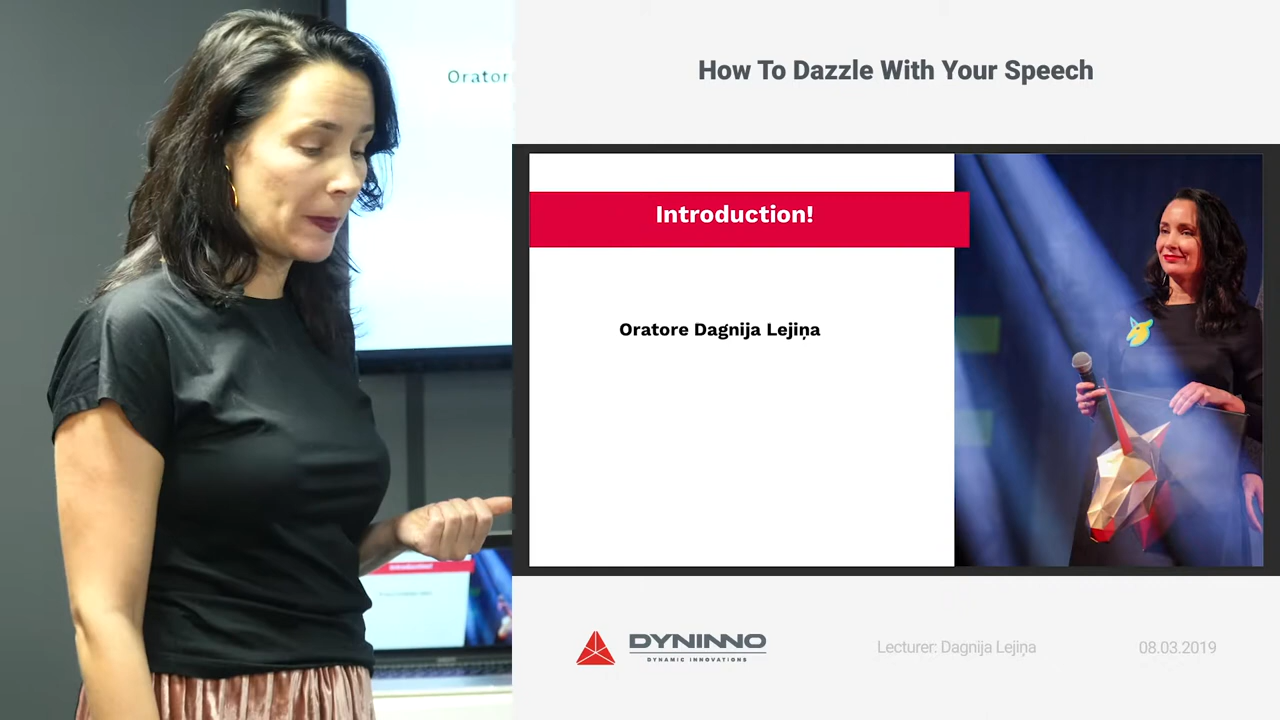 Orator
How To Dazzle With Your Speech
Introduction!
Oratore Dagnija Lejiņa
Introduction!
DYNINNO
DYNAMIC INNOVATIONS
Lecturer: Dagnija Lejiņa
08.03.2019